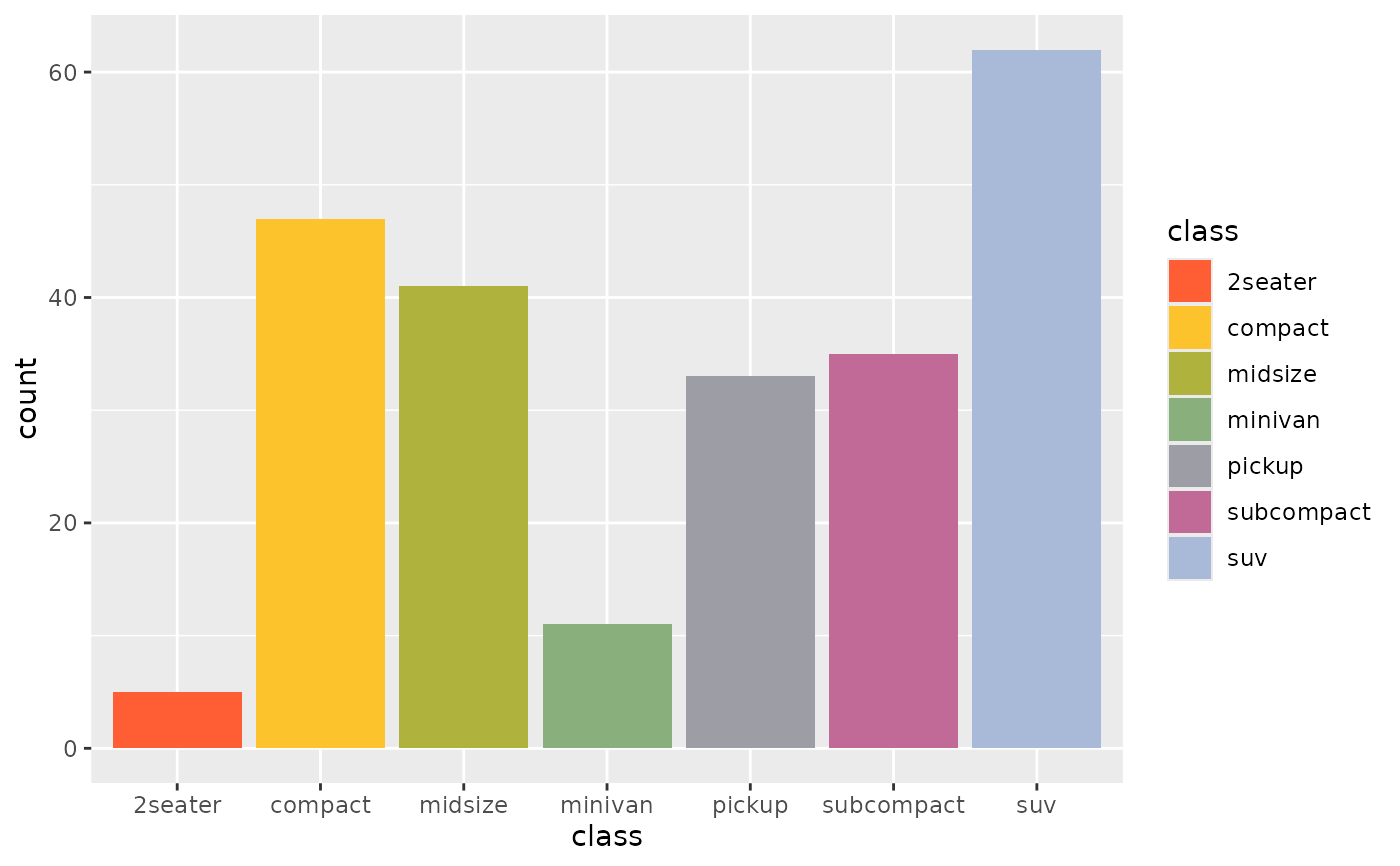 60
40
20
0
count
2seater compact midsize minivan pickup subcompact suv
class
class
2seater
compact
midsize
minivan
pickup
subcompact
suv